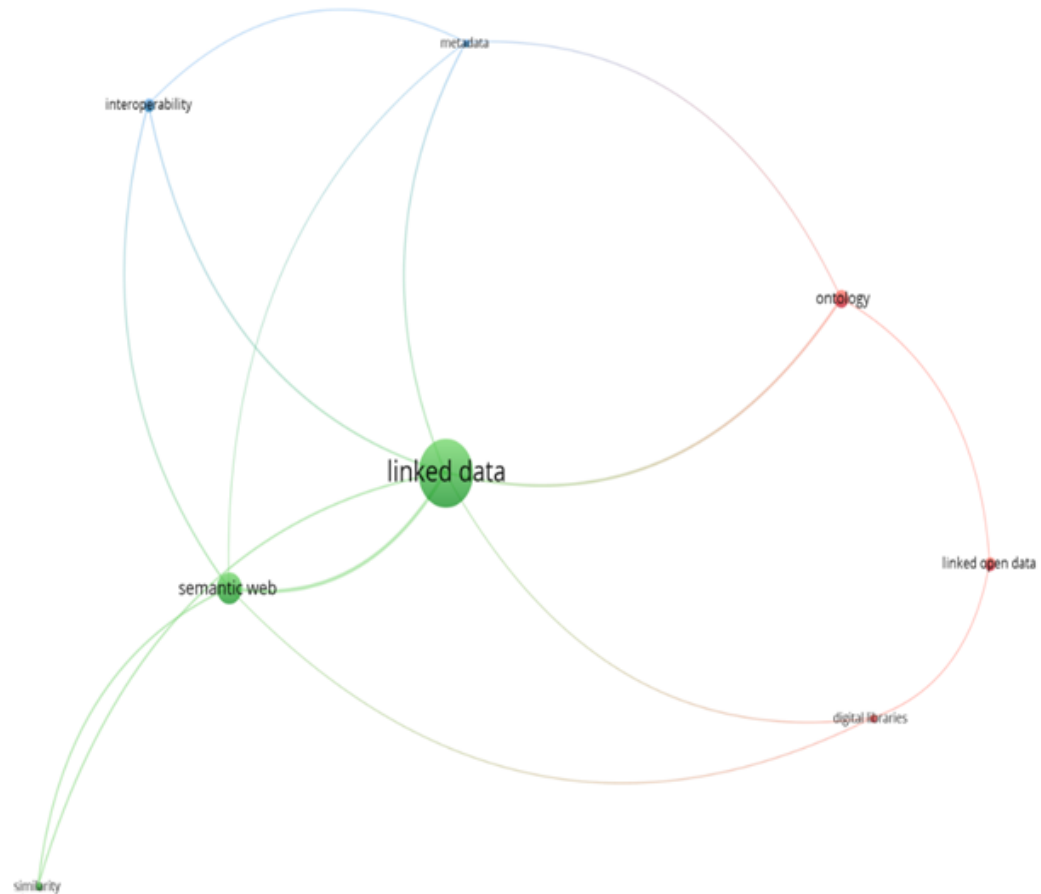 metadata
interoperability
ontology
linked data
linked open data
semantic web
digital libraries
similarity